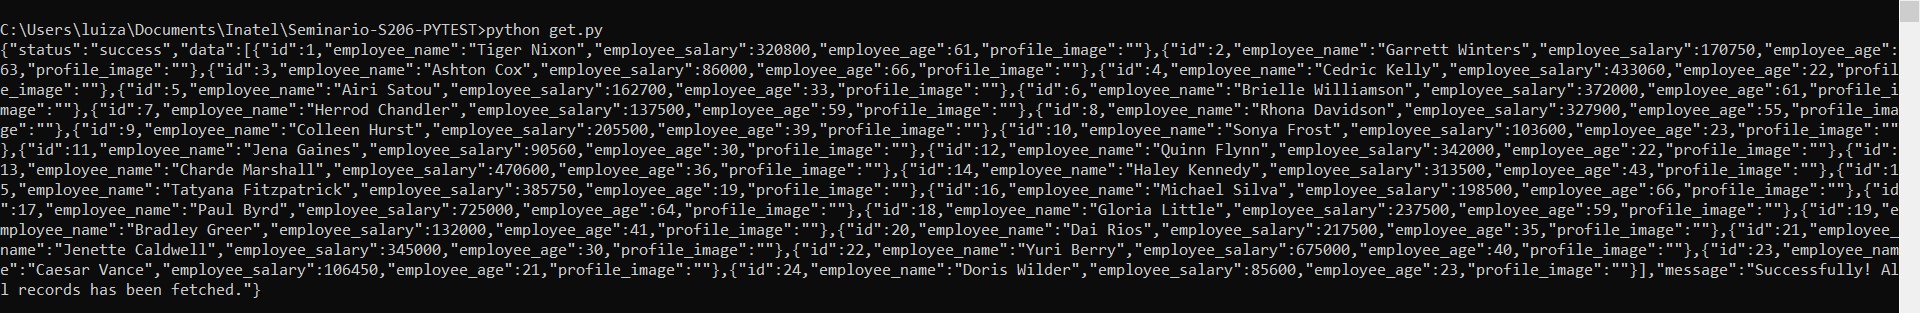 C:\Users\luiza\Documents\Inatel\Seminario-S206-PYTEST>python get.py
{"status":"success","data":[{"id":1,"employee_name":"Tiger Nixon","employee_salary":320800,"employee_age":61,"profile_image":""},{"id":2,"employee_name":"Garrett Winters","employee_salary":170750,"employee_age":
63,"profile_image":""},{"id":3,"employee_name":"Ashton Cox","employee_salary":86000,"employee_age":66,"profile_image":""},{"id":4,"employee_name":"Cedric Kelly","employee_salary":433060,"employee_age":22,"profil
e_image":""},{"id":5,"employee_name":"Airi Satou","employee_salary":162700,"employee_age":33,"profile_image":""},{"id":6,"employee_name":"Brielle Williamson","employee_salary":372000,"employee_age":61,"profile_i
mage":""},{"id":7,"employee_name":"Herrod Chandler","employee_salary":137500,"employee_age":59,"profile_image":""},{"id":8,"employee_name":"Rhona Davidson","employee_salary":327900,"employee_age":55,"profile_ima
ge":""},{"id":9,"employee_name":"Colleen Hurst","employee_salary":205500,"employee_age":39,"profile_image":""},{"id":10,"employee_name":"Sonya Frost","employee_salary":103600,"employee_age":23,"profile_image":""
},{"id":11,"employee_name":"Jena Gaines","employee_salary":90560,"employee_age":30,"profile_image":""},{"id":12,"employee_name":"Quinn Flynn","employee_salary":342000,"employee_age":22,"profile_image":""},{"id":
13,"employee_name":"Charde Marshall","employee_salary":470600,"employee_age":36,"profile_image":""},{"id":14,"employee_name":"Haley Kennedy","employee_salary":313500,"employee_age":43,"profile_image":""},{"id":1
5,"employee_name":"Tatyana Fitzpatrick","employee_salary":385750,"employee_age":19,"profile_image":""},{"id":16,"employee_name":"Michael Silva","employee_salary":198500,"employee_age":66,"profile_image":""},{"id
":17,"employee_name":"Paul Byrd","employee_salary":725000,"employee_age":64,"profile_image":""},{"id":18,"employee_name":"Gloria Little","employee_salary":237500,"employee_age":59,"profile_image":""},{"id":19,"e
mployee_name":"Bradley Greer","employee_salary":132000,"employee_age":41,"profile_image":""},{"id":20,"employee_name":"Dai Rios","employee_salary":217500,"employee_age":35,"profile_image":""},{"id":21,"employee_
name":"Jenette Caldwell","employee_salary":345000,"employee_age":30,"profile_image":""},{"id":22,"employee_name":"Yuri Berry","employee_salary":675000,"employee_age":40,"profile_image":""},{"id":23,"employee_nam
e":"Caesar Vance","employee_salary":106450,"employee_age":21,"profile_image":""},{"id":24,"employee_name":"Doris Wilder","employee_salary":85600,"employee_age":23,"profile_image":""}],"message":"Successfully! Al
l records has been fetched."}